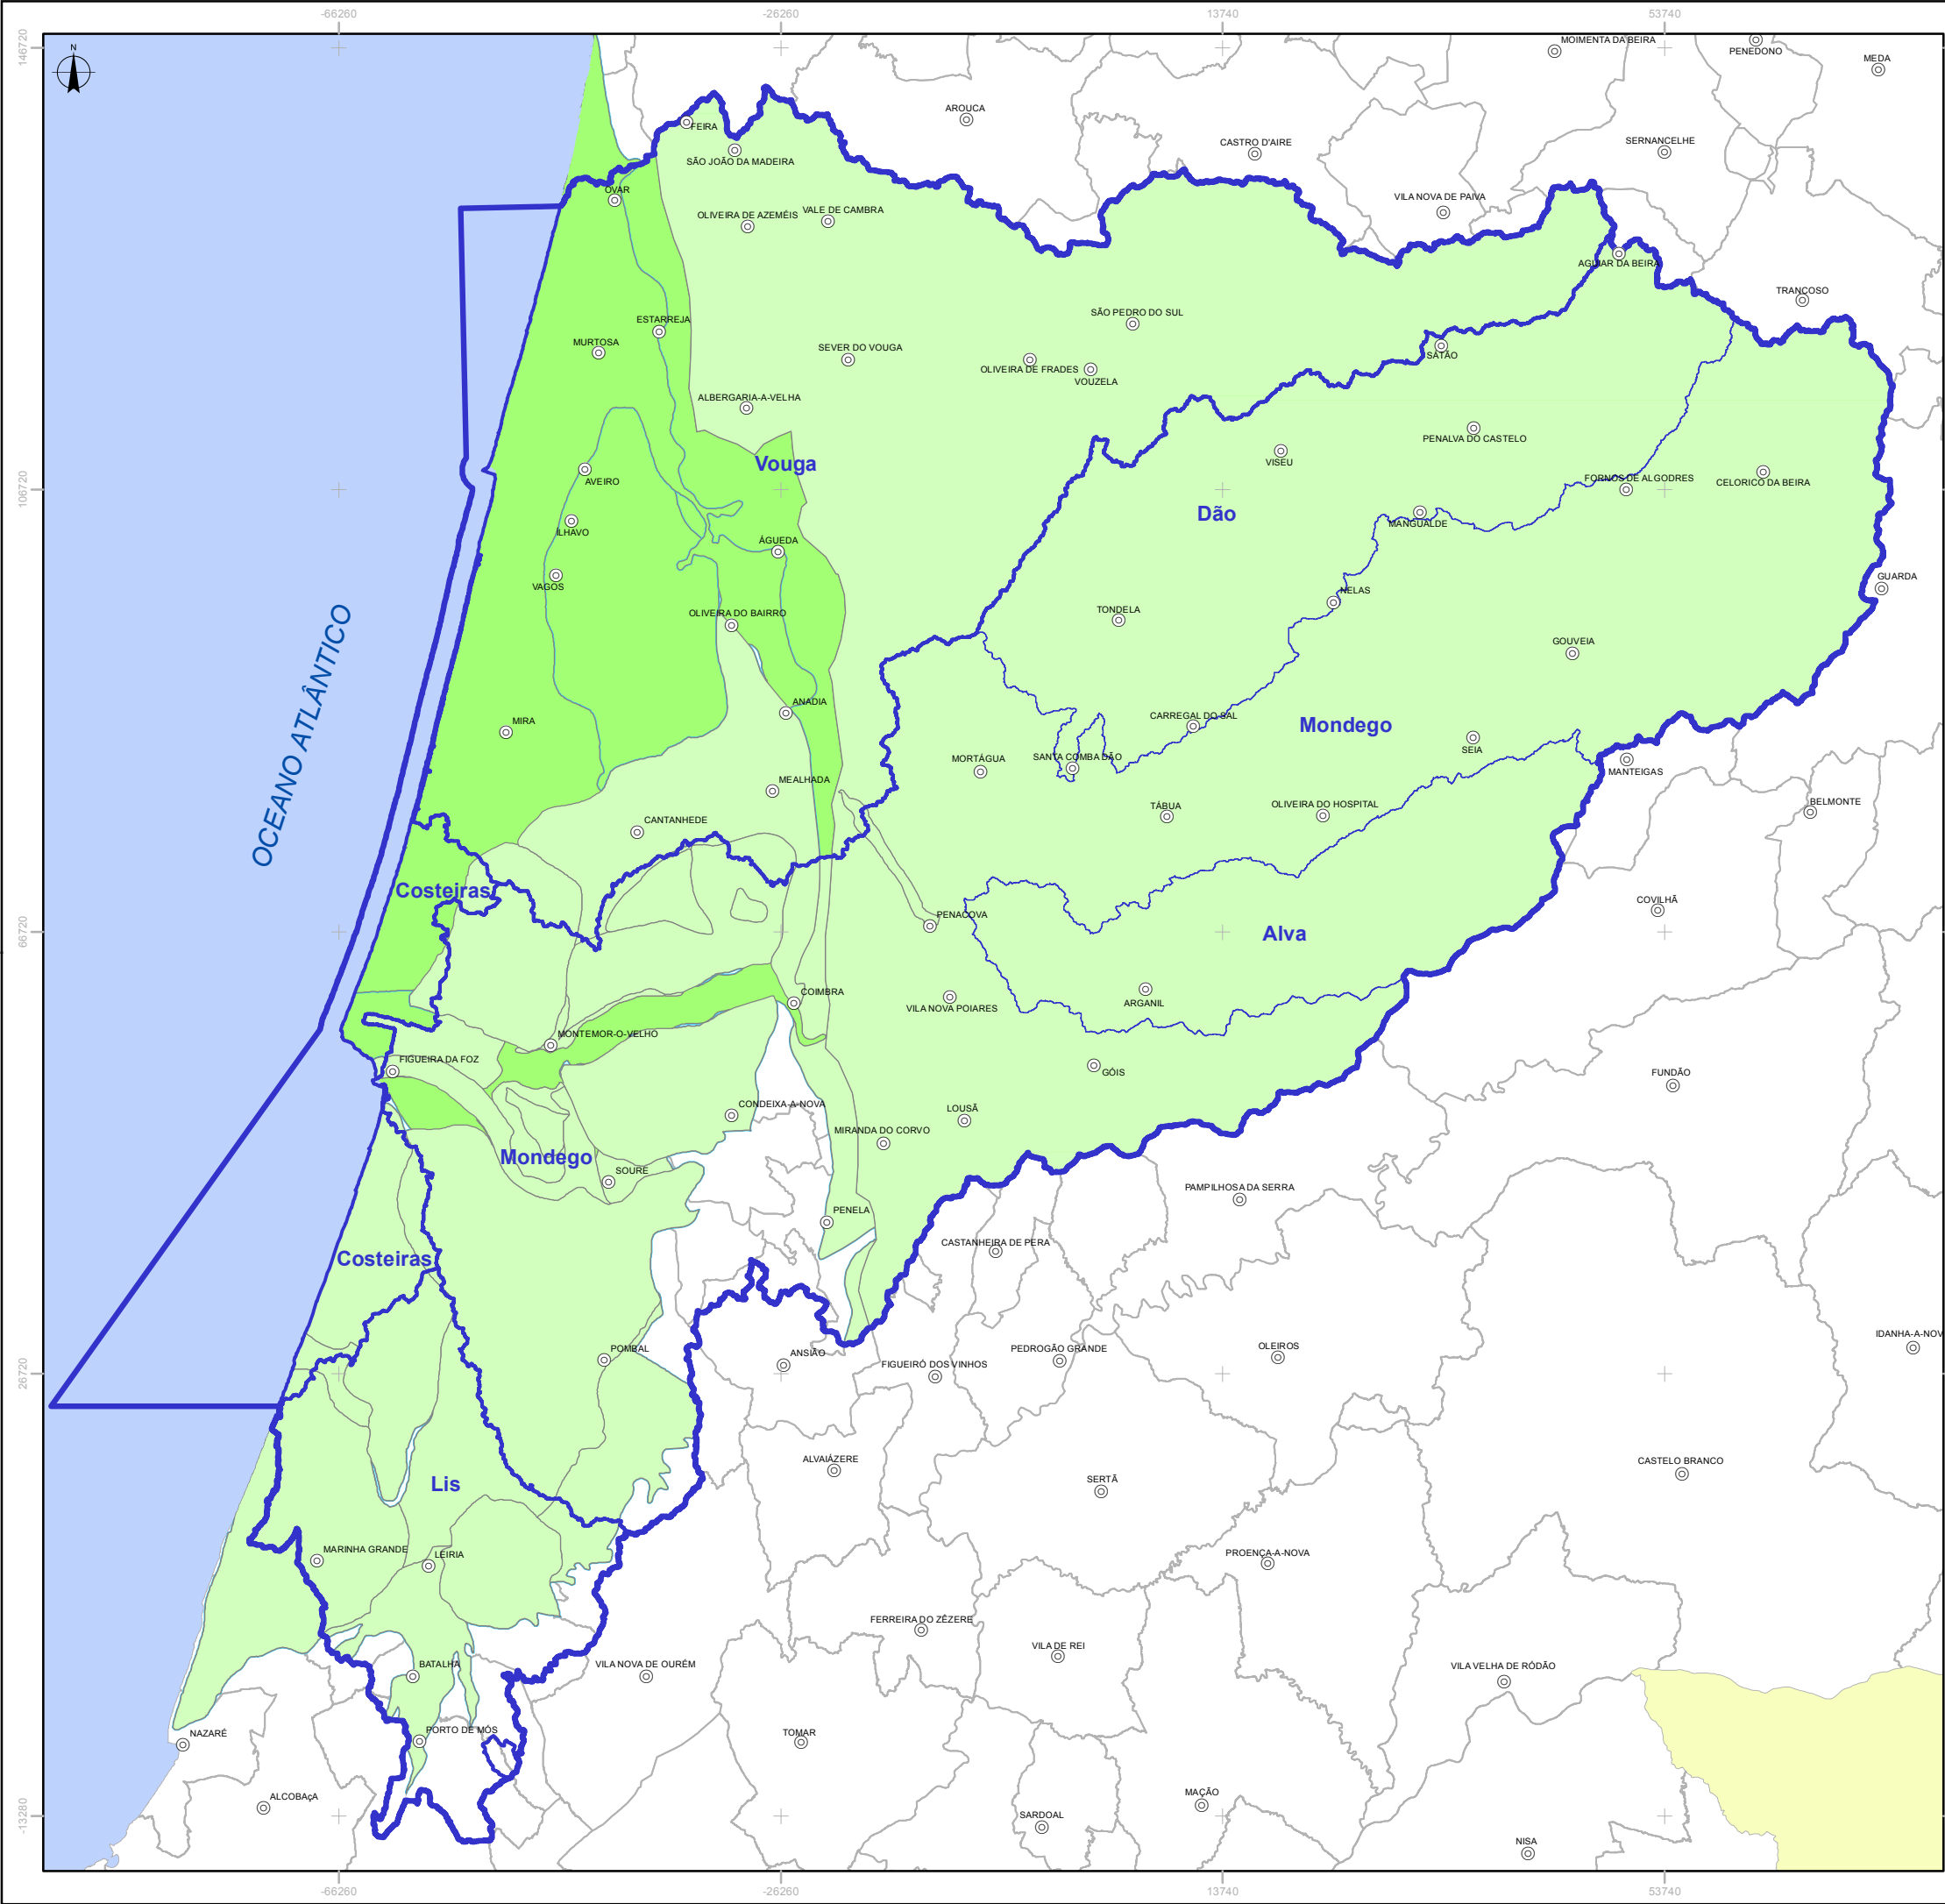 -66260
-26260
13740
53740
146720
N
MOIMENTA DA BEIRA
PENEDONO
MEDA
AROUCA
FEIRA
CASTRO D'AIRE
SERNANCELHE
SÃO JOÃO DA MADEIRA
OVAR
VILA NOVA DE PAIVA
OLIVEIRA DE AZEMÉIS
VALE DE CAMBRA
AGUIAR DA BEIRA
TRANCOSO
ESTARREJA
SÃO PEDRO DO SUL
MURTOSA
SEVER DO VOUGA
SÁTÃO
OLIVEIRA DE FRADES
VOUZELA
ALBERGARIA-A-VELHA
PENALVA DO CASTELO
Vouga
VISEU
106720
AVEIRO
FORNOS DE ALGODRES
CELORICO DA BEIRA
Dão
MANGUALDE
ÍLHAVO
ÁGUEDA
VAGOS
GUARDA
NELAS
OLIVEIRA DO BAIRRO
TONDELA
GOUVEIA
OCEANO ATLÂNTICO
ANADIA
MIRA
CARREGAL DO SAL
Mondego
SEIA
MORTÁGUA
SANTA COMBA DÃO
MANTEIGAS
MEALHADA
TÁBUA
OLIVEIRA DO HOSPITAL
BELMONTE
CANTANHEDE
Costeiras
COVILHÃ
66720
PENACOVA
Alva
COIMBRA
VILA NOVA POIARES
ARGANIL
MONTEMOR-O-VELHO
FIGUEIRA DA FOZ
GÓIS
FUNDÃO
CONDEIXA-A-NOVA
LOUSÃ
MIRANDA DO CORVO
Mondego
SOURE
PAMPILHOSA DA SERRA
PENELA
CASTANHEIRA DE PERA
Costeiras
IDANHA-A-NOV
26720
POMBAL
ANSIÃO
FIGUEIRÓ DOS VINHOS
PEDROGÃO GRANDE
OLEIROS
ALVAIÁZERE
CASTELO BRANCO
Lis
SERTÃ
MARINHA GRANDE
LEIRIA
PROENÇA-A-NOVA
FERREIRA DO ZÊZERE
VILA DE REI
BATALHA
VILA NOVA DE OURÉM
VILA VELHA DE RÓDÃO
NAZARÉ
PORTO DE MÓS
TOMAR
ALCOBAçA
MAÇÃO
-13280
SARDOAL
NISA
-66260
-26260
13740
53740